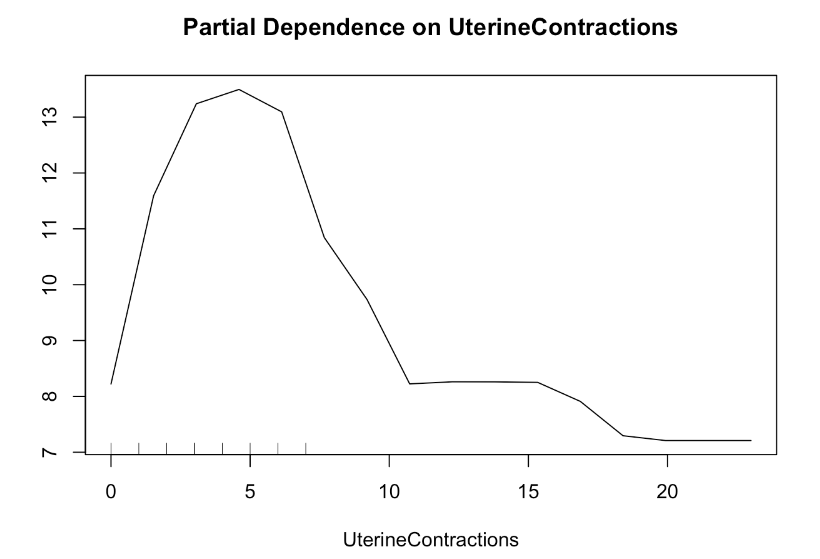 Partial Dependence on UterineContractions
13
12
11
10
9
8
7
0 5 10 15 20
UterineContractions